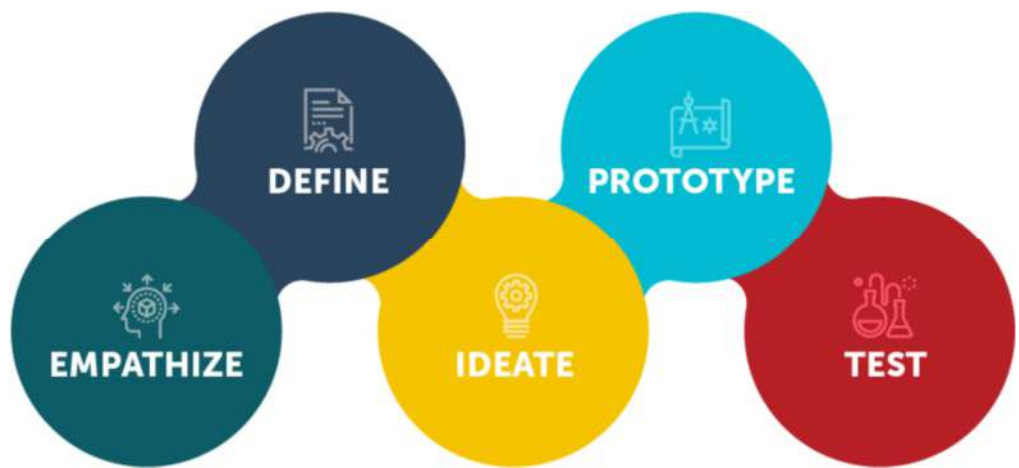 EMPATHIZE
DEFINE
IDEATE
PROTOTYPE
TEST